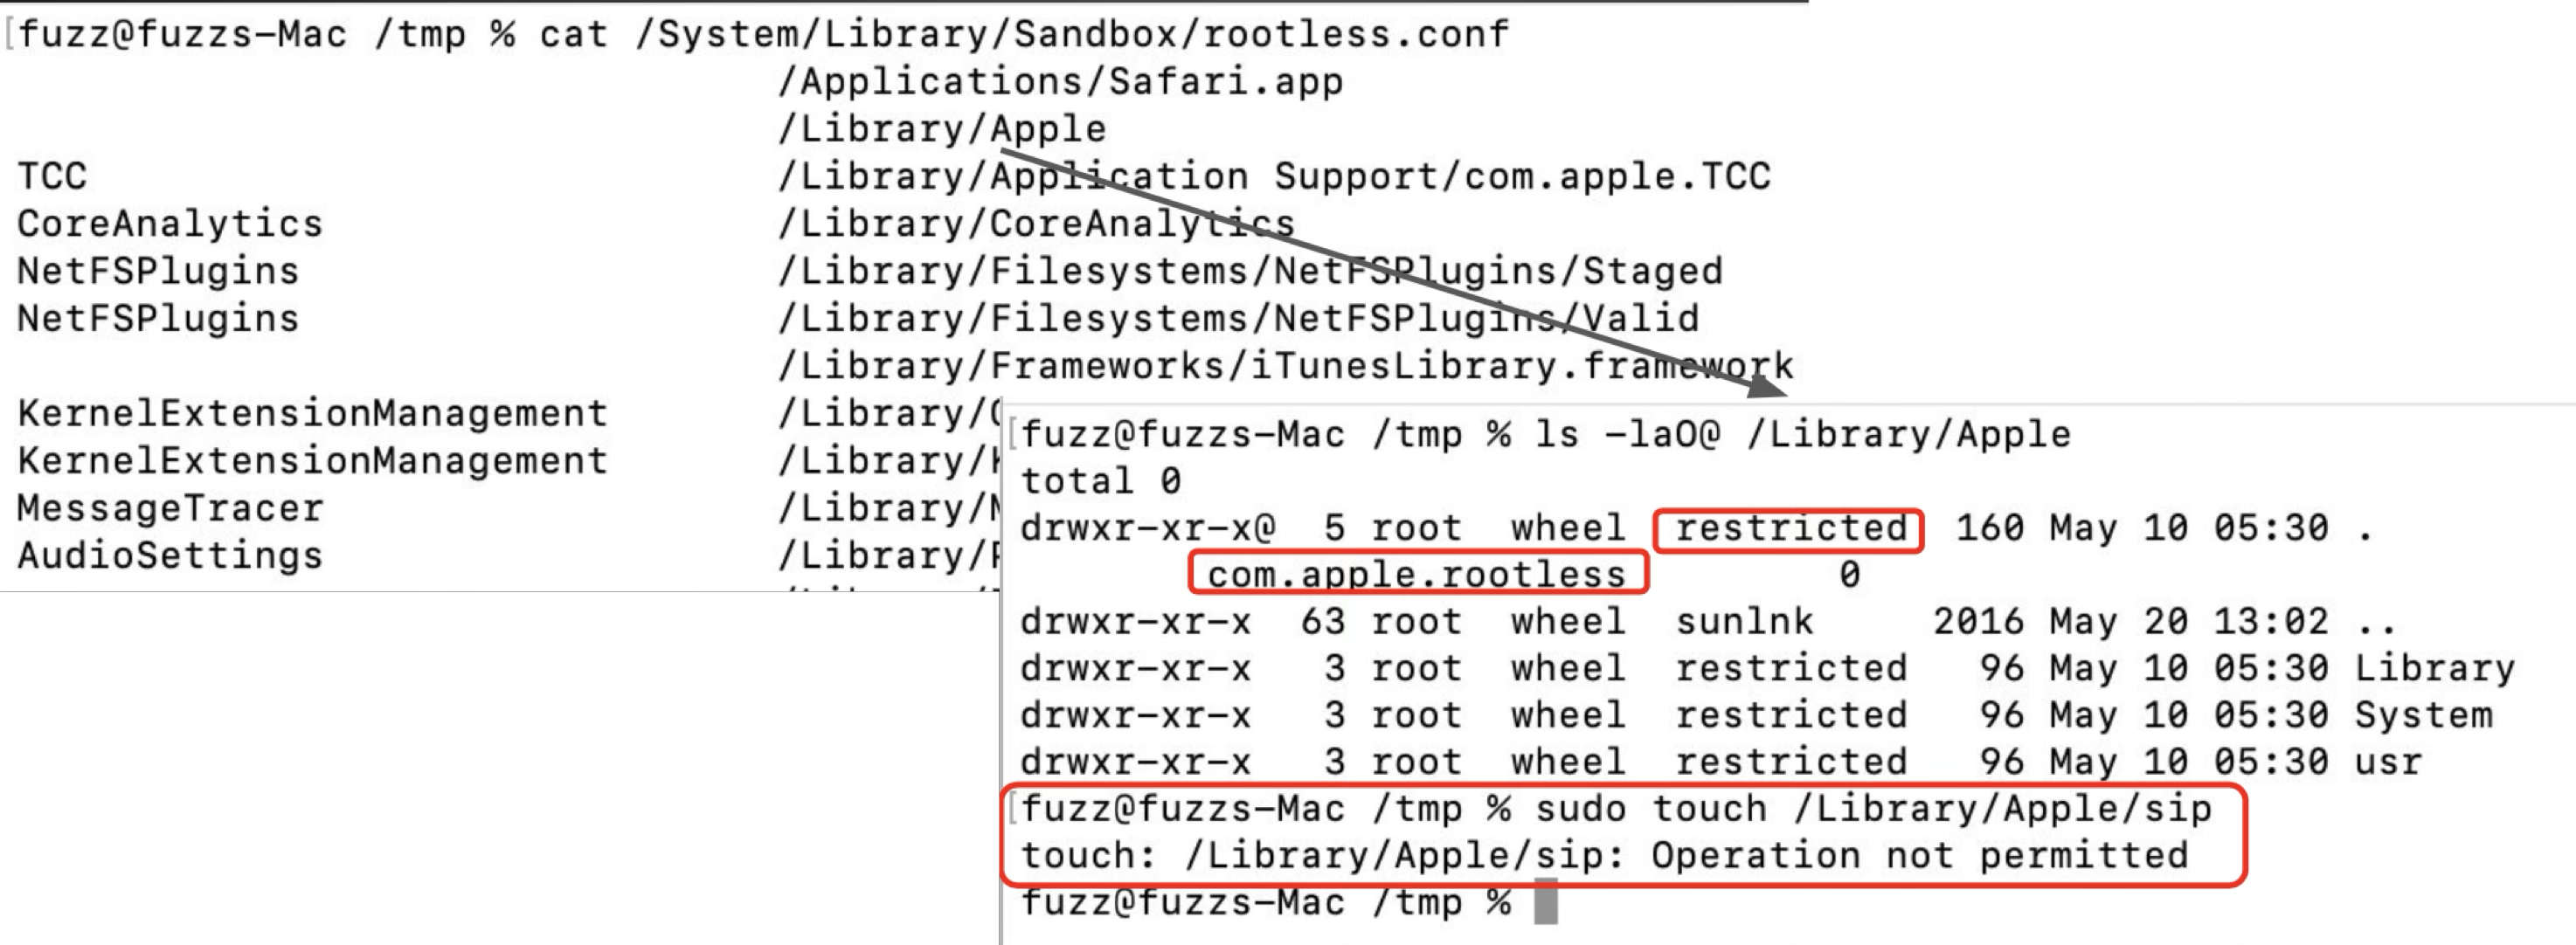 [fuzz@fuzzs-Mac /tmp % cat /System/Library/Sandbox/rootless.conf
/Applications/Safari.app
/Library/Apple
TCC /Library/Application Support/com.apple.TCC
CoreAnalytics /Library/CoreAnalytics
NetFSPlugins /Library/Filesystems/NetFSPlugins/Staged
NetFSPlugins /Library/Filesystems/NetFSPlugins/Valid
/Library/Frameworks/iTunesLibrary.framework
KernelExtensionManagement /Library/
KernelExtensionManagement /Library/
MessageTracer /Library/
AudioSettings /Library/
[fuzz@fuzzs-Mac /tmp % ls -laO@ /Library/Apple
total 0
drwxr-xr-x@ 5 root wheel restricted 160 May 10 05:30 .
com.apple.rootless 0
drwxr-xr-x 63 root wheel sunlnk 2016 May 20 13:02 ..
drwxr-xr-x 3 root wheel restricted 96 May 10 05:30 Library
drwxr-xr-x 3 root wheel restricted 96 May 10 05:30 System
drwxr-xr-x 3 root wheel restricted 96 May 10 05:30 usr
[fuzz@fuzzs-Mac /tmp % sudo touch /Library/Apple/sip
touch: /Library/Apple/sip: Operation not permitted
fuzz@fuzzs-Mac /tmp %